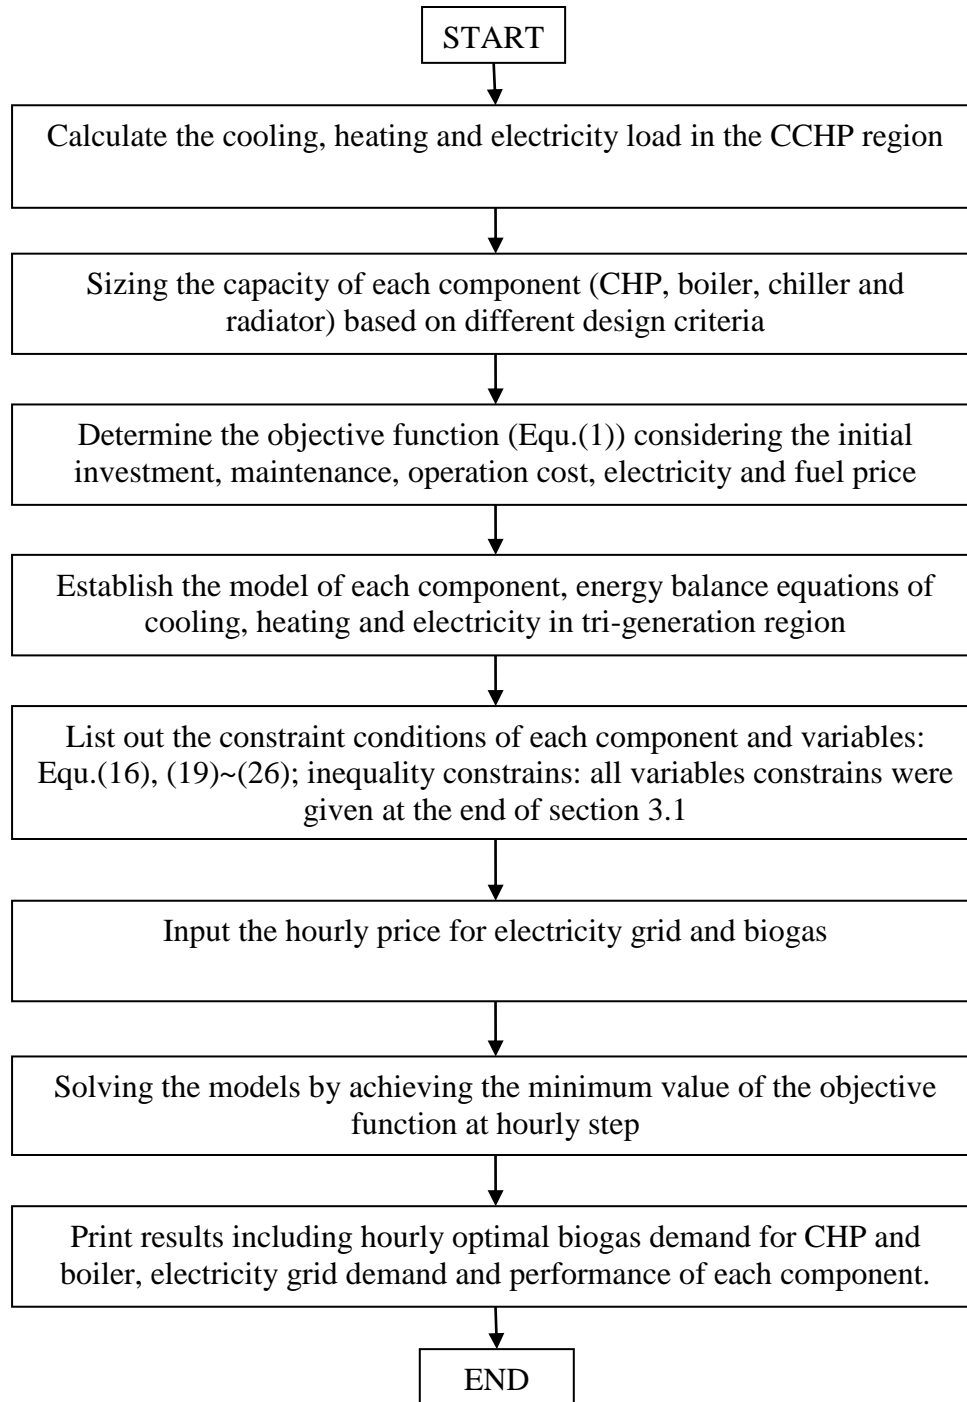 START
Calculate the cooling, heating and electricity load in the CCHP region
Sizing the capacity of each component (CHP, boiler, chiller and
radiator) based on different design criteria
Determine the objective function (Equ.(1)) considering the initial
investment, maintenance, operation cost, electricity and fuel price
Establish the model of each component, energy balance equations of
cooling, heating and electricity in tri-generation region
List out the constraint conditions of each component and variables:
Equ.(16), (19)~(26); inequality constrains: all variables constrains were
given at the end of section 3.1
Input the hourly price for electricity grid and biogas
Solving the models by achieving the minimum value of the objective
function at hourly step
Print results including hourly optimal biogas demand for CHP and
boiler, electricity grid demand and performance of each component.
END